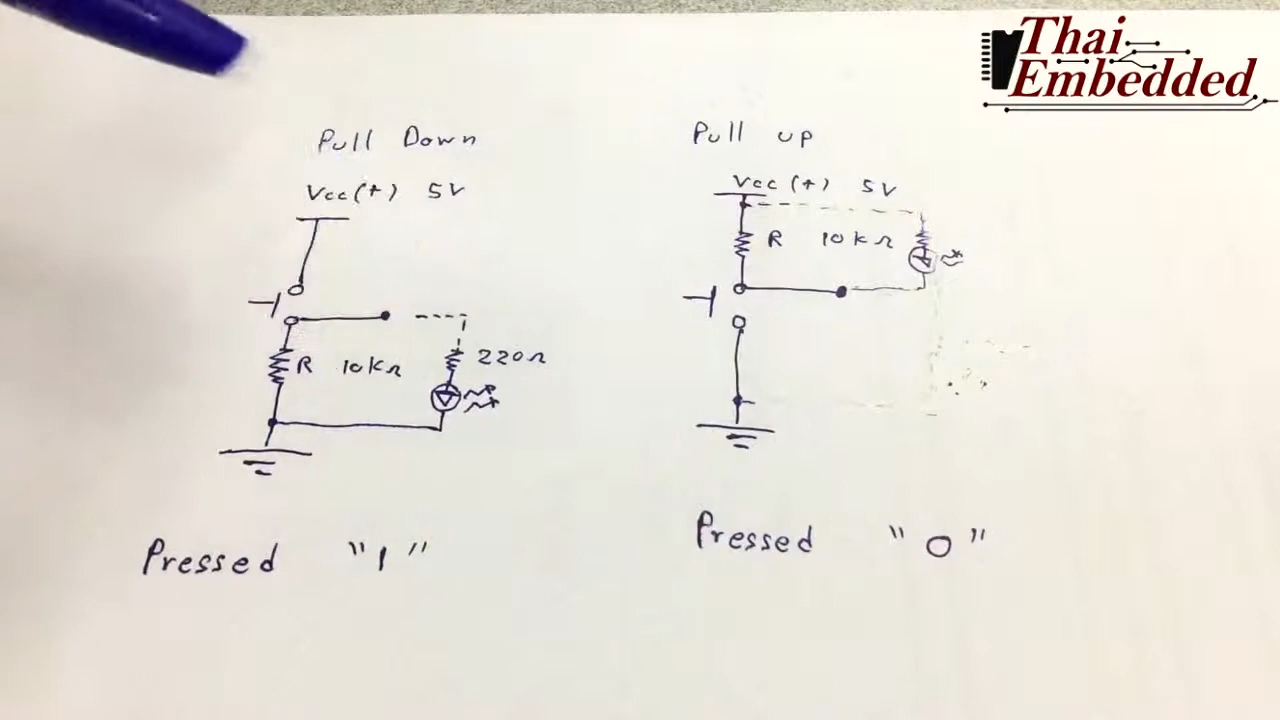 Thai
Embedded
Pull Down
Vcc(+) 5V
R 10kΩ
220Ω
Pressed "1"
Pull up
Vcc (+) 5V
R 10kΩ
Pressed "0"